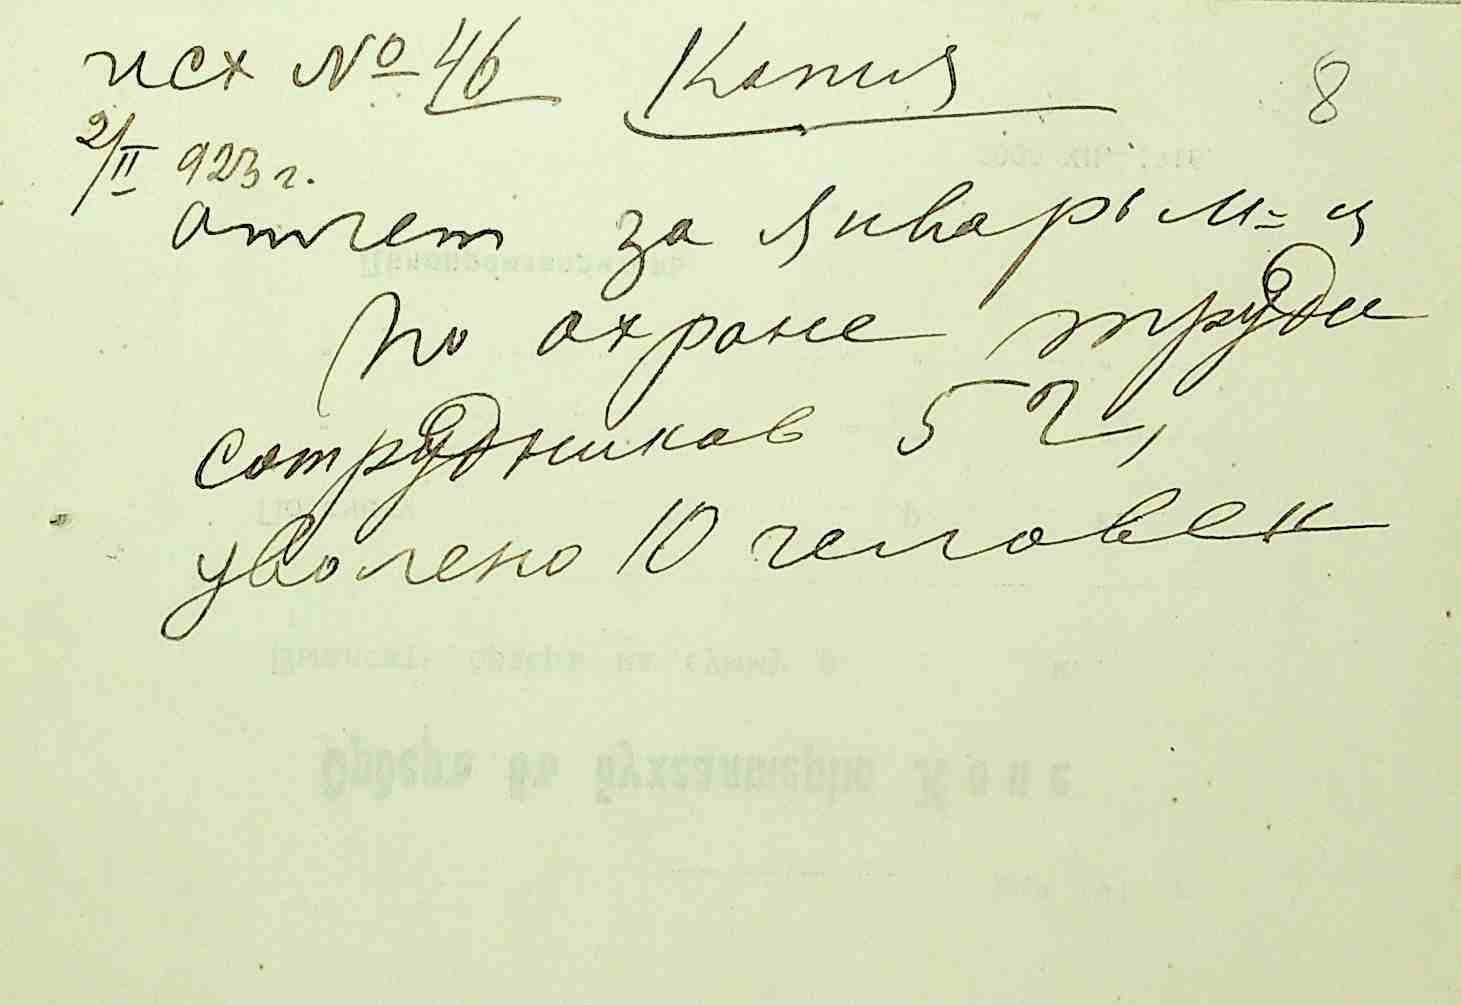 исх № 46 Копия 8
2/II 923 г.
отчет за январь м-ц
по охране труда
сотрудников 52,
уволено 10 человек